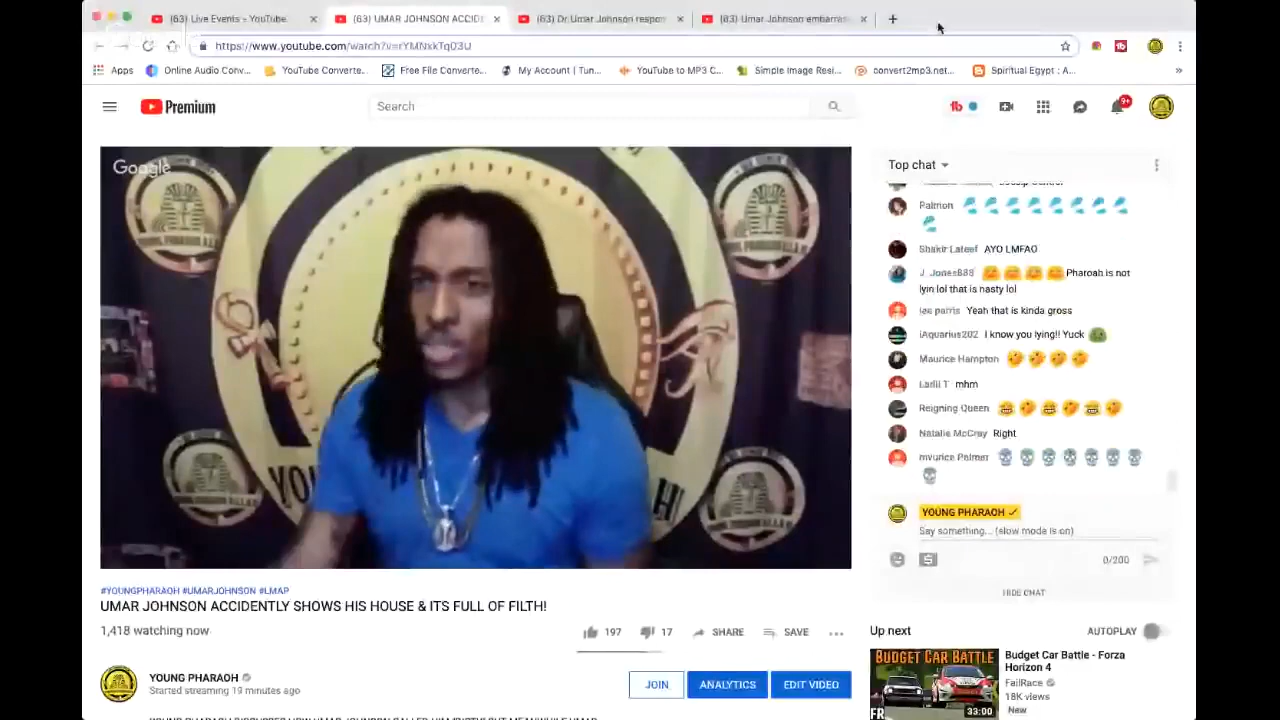 (63) Live Events - YouTube
(63) UMAR JOHNSON ACCID
(63) Dr Umar Johnson respon
(63) Umar Johnson embarras
https://www.youtube.com/watch?v=rYMNxkTq03U
Apps
Online Audio Conv...
YouTube Converte...
Free File Converte...
My Account | Tun...
YouTube to MP3 C...
Simple Image Resi...
convert2mp3.net...
Spiritual Egypt : A...
»
Premium
Search
9+
Google
Top chat
Palmon
Shakir Lateef AYO LMFAO
J. Jones888 Pharoah is not
lyin lol that is nasty lol
lee parris Yeah that is kinda gross
iAquarius202 I know you lying!! Yuck
Maurice Hampton
mhm
Reigning Queen
Natalie McCray Right
YOUNG PHARAOH
Say something... (slow mode is on)
0/200
HIDE CHAT
#YOUNGPHARAOH #UMARJOHNSON #LMAP
UMAR JOHNSON ACCIDENTLY SHOWS HIS HOUSE & ITS FULL OF FILTH!
1,418 watching now
197
17
SHARE
SAVE
Up next
AUTOPLAY
YOUNG PHARAOH
Started streaming 19 minutes ago
JOIN
ANALYTICS
EDIT VIDEO
BUDGET CAR BATTLE
FR
33:00
Budget Car Battle - Forza
Horizon 4
FailRace
18K views
New